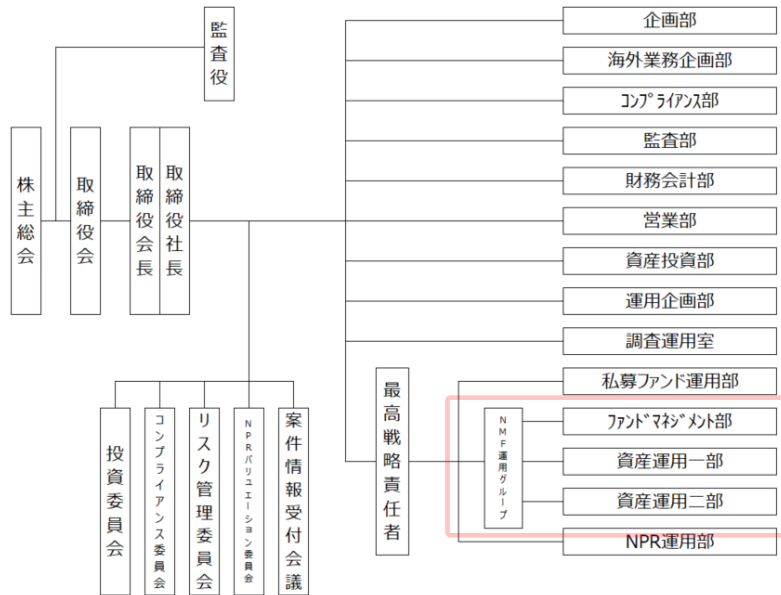 監査役
株主総会
取締役会
取締役会長
取締役社長
企画部
海外業務企画部
コンプライアンス部
監査部
財務会計部
営業部
資産投資部
運用企画部
調査運用室
最高戦略責任者
私募ファンド運用部
NMF運用グループ
ファンドマネジメント部
資産運用一部
資産運用二部
NPR運用部
投資委員会
コンプライアンス委員会
リスク管理委員会
NPRバリュエーション委員会
案件情報受付会議